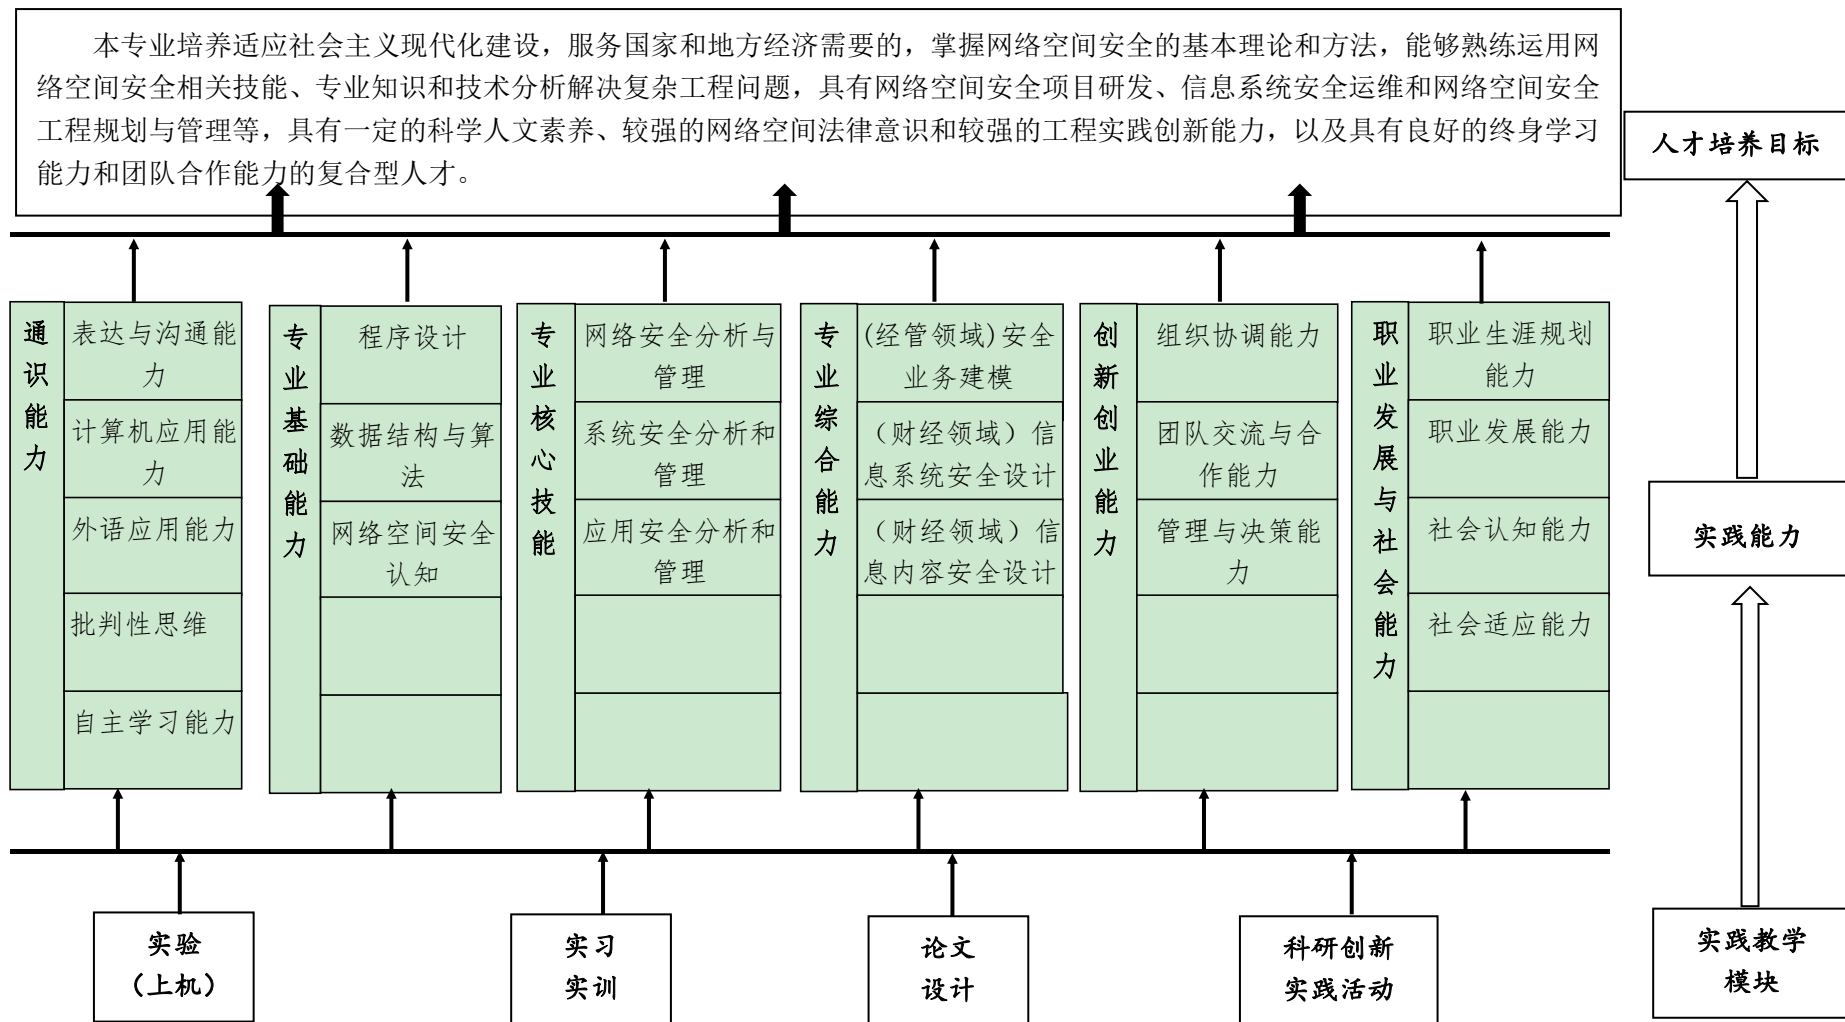 本专业培养适应社会主义现代化建设，服务国家和地方经济需要的，掌握网络空间安全的基本理论和方法，能够熟练运用网
络空间安全相关技能、专业知识和技术分析解决复杂工程问题，具有网络空间安全项目研发、信息系统安全运维和网络空间安全
工程规划与管理等，具有一定的科学人文素养、较强的网络空间法律意识和较强的工程实践创新能力，以及具有良好的终身学习
能力和团队合作能力的复合型人才。
人才培养目标
通识能力
表达与沟通能
力
计算机应用能
力
外语应用能力
批判性思维
自主学习能力
专业基础能力
程序设计
数据结构与算
法
网络空间安全
认知
专业核心技能
网络安全分析与
管理
系统安全分析和
管理
应用安全分析和
管理
专业综合能力
(经管领域)安全
业务建模
（财经领域）信
息系统安全设计
（财经领域）信
息内容安全设计
创新创业能力
组织协调能力
团队交流与合
作能力
管理与决策能
力
职业发展与社会能力
职业生涯规划
能力
职业发展能力
社会认知能力
社会适应能力
实践能力
实验
（上机）
实习
实训
论文
设计
科研创新
实践活动
实践教学
模块